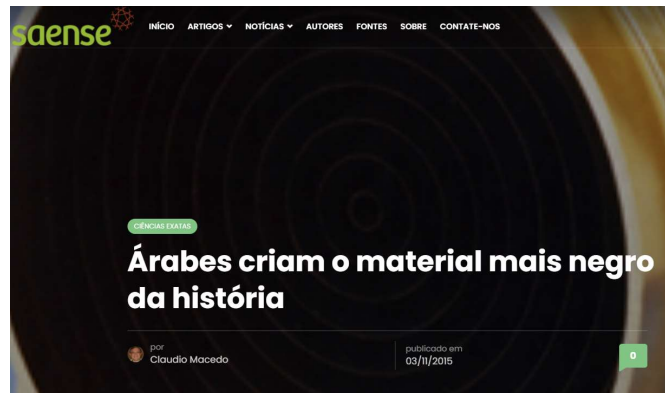 saense
INÍCIO ARTIGOS NOTÍCIAS AUTORES FONTES SOBRE CONTATE-NOS
CIÊNCIAS EXATAS
Árabes criam o material mais negro
da história
por
Claudio Macedo
publicado em
03/11/2015
0